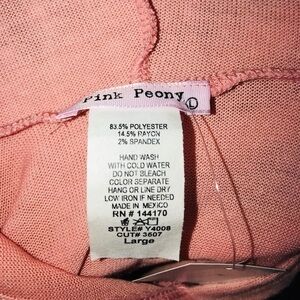 Pink Peony L
83.5% POLYESTER
14.5% RAYON
2% SPANDEX
HAND WASH
WITH COLD WATER
DO NOT BLEACH
COLOR SEPARATE
HANG OR LINE DRY
LOW IRON IF NEEDED
MADE IN MEXICO
RN # 144170
STYLE# Y4008
CUT# 3507
Large